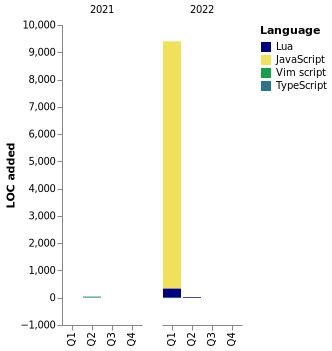 2021
2022
LOC added
10,000
9,000
8,000
7,000
6,000
5,000
4,000
3,000
2,000
1,000
0
−1,000
Q1
Q2
Q3
Q4
Q1
Q2
Q3
Q4
Language
Lua
JavaScript
Vim script
TypeScript